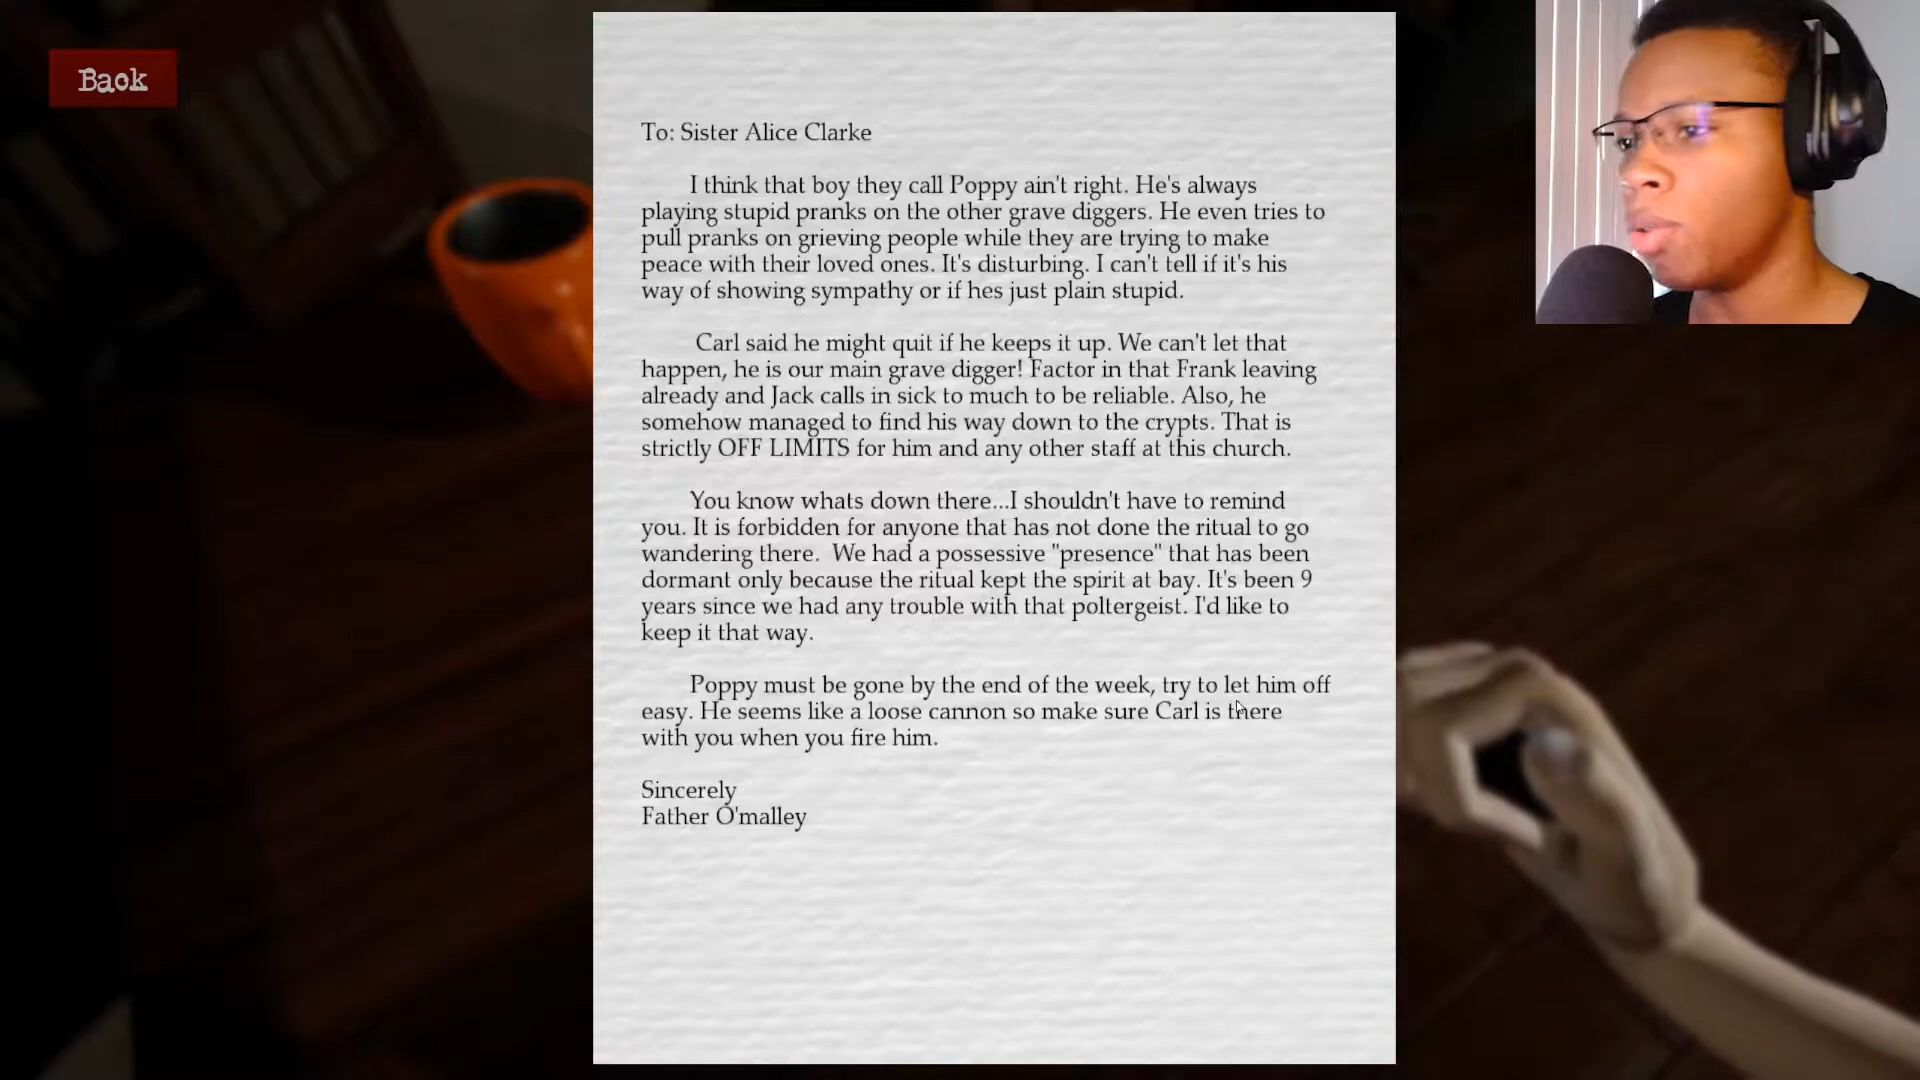 Back
To: Sister Alice Clarke
I think that boy they call Poppy ain't right. He's always
playing stupid pranks on the other grave diggers. He even tries to
pull pranks on grieving people while they are trying to make
peace with their loved ones. It's disturbing. I can't tell if it's his
way of showing sympathy or if hes just plain stupid.
Carl said he might quit if he keeps it up. We can't let that
happen, he is our main grave digger! Factor in that Frank leaving
already and Jack calls in sick to much to be reliable. Also, he
somehow managed to find his way down to the crypts. That is
strictly OFF LIMITS for him and any other staff at this church.
You know whats down there...I shouldn't have to remind
you. It is forbidden for anyone that has not done the ritual to go
wandering there. We had a possessive "presence" that has been
dormant only because the ritual kept the spirit at bay. It's been 9
years since we had any trouble with that poltergeist. I'd like to
keep it that way.
Poppy must be gone by the end of the week, try to let him off
easy. He seems like a loose cannon so make sure Carl is there
with you when you fire him.
Sincerely
Father O'malley